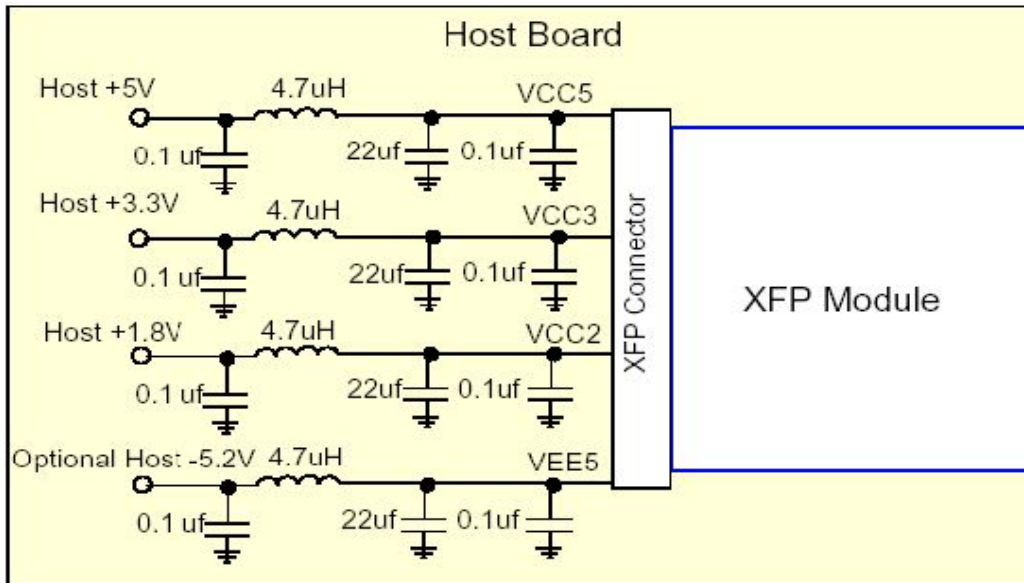 Host Board
Host +5V
4.7uH
VCC5
0.1 uf
22uf
0.1uf
Host +3.3V
4.7uH
VCC3
0.1 uf
22uf
0.1uf
Host +1.8V
4.7uH
VCC2
0.1 uf
22uf
0.1uf
Optional Host -5.2V
4.7uH
VEE5
0.1 uf
22uf
0.1uf
XFP Connector
XFP Module